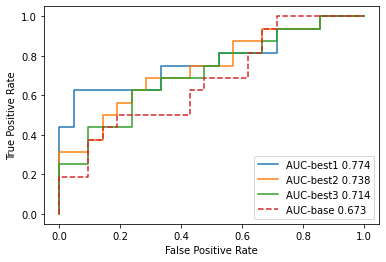 1.0
0.8
0.6
0.4
0.2
0.0
True Positive Rate
AUC-best1 0.774
AUC-best2 0.738
AUC-best3 0.714
AUC-base 0.673
0.0 0.2 0.4 0.6 0.8 1.0
False Positive Rate